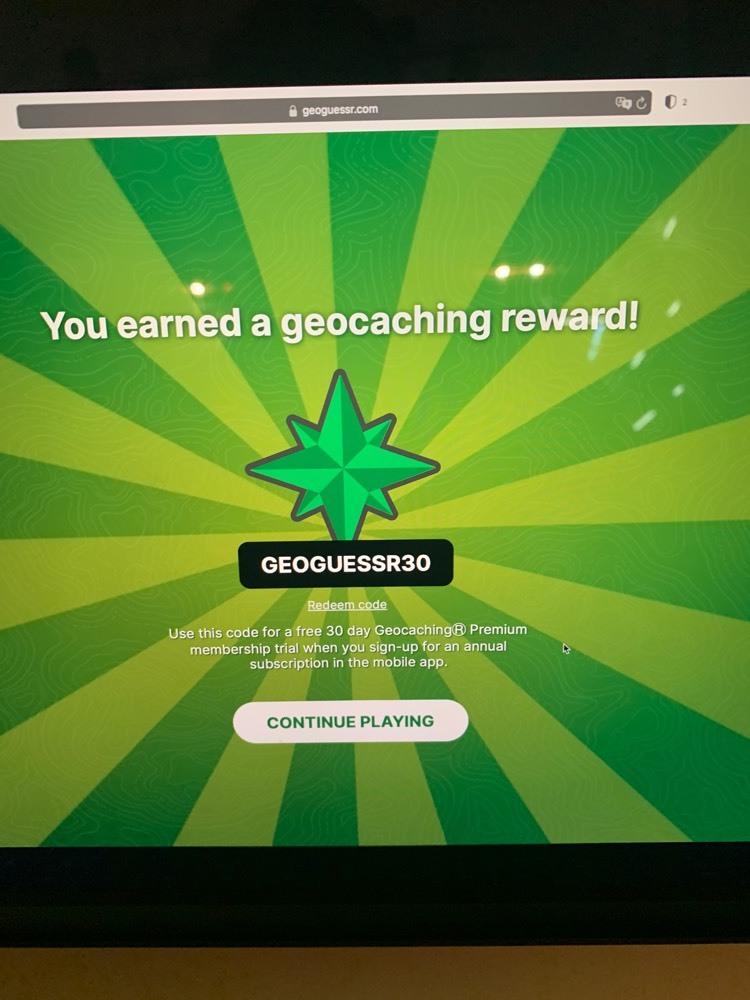 geoguessr.com
2
You earned a geocaching reward!
GEOGUESSR30
Redeem code
Use this code for a free 30 day Geocaching® Premium
membership trial when you sign-up for an annual
subscription in the mobile app.
CONTINUE PLAYING